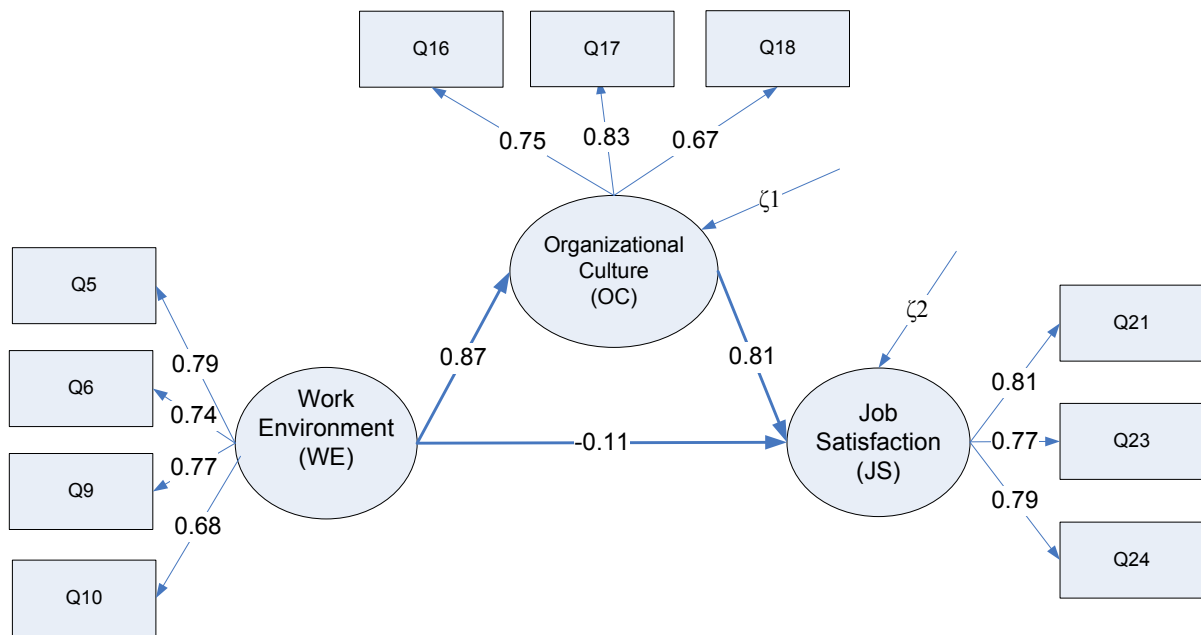 Q16
Q17
Q18
0.75
0.83
0.67
ζ1
Organizational
Culture
(OC)
Q5
Q6
Q9
Q10
0.79
0.74
0.77
0.68
Work
Environment
(WE)
0.87
0.81
-0.11
ζ2
Job
Satisfaction
(JS)
0.81
0.77
0.79
Q21
Q23
Q24